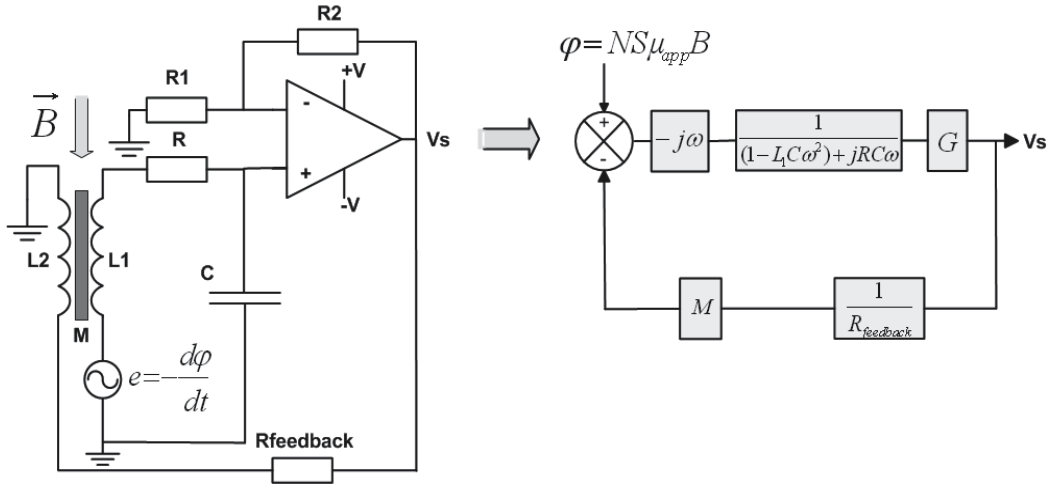 R2
+V
R1
B
-
R
Vs
+
-V
L2
L1
C
M
e=-dφ/dt
Rfeedback
φ=NSμ_app B
+
-
-jω
1/((1-L₁Cω²)+jRCω)
G
Vs
M
1/R_feedback